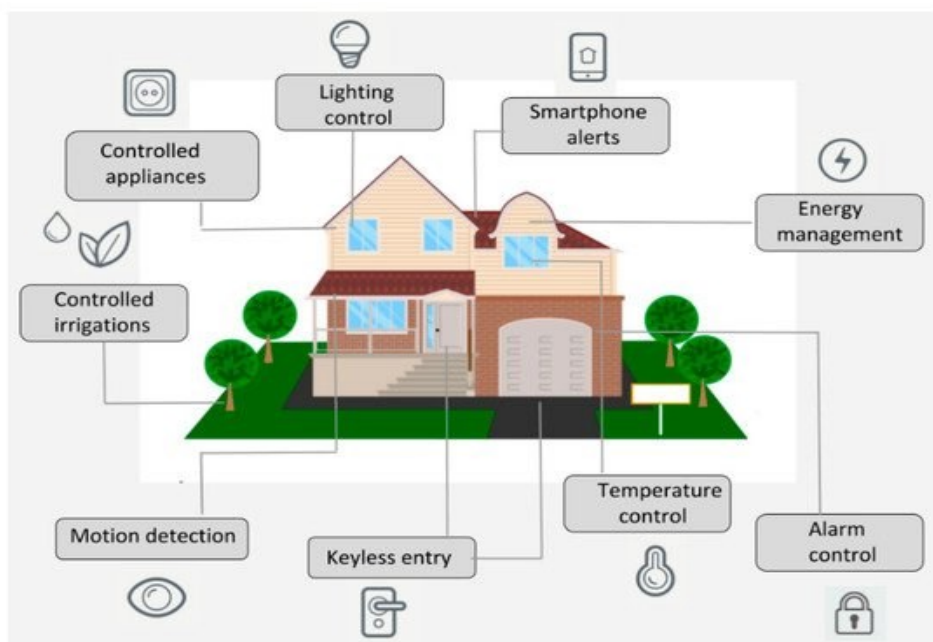 Lighting
control
Smartphone
alerts
Controlled
appliances
Energy
management
Controlled
irrigations
Temperature
control
Motion detection
Keyless entry
Alarm
control